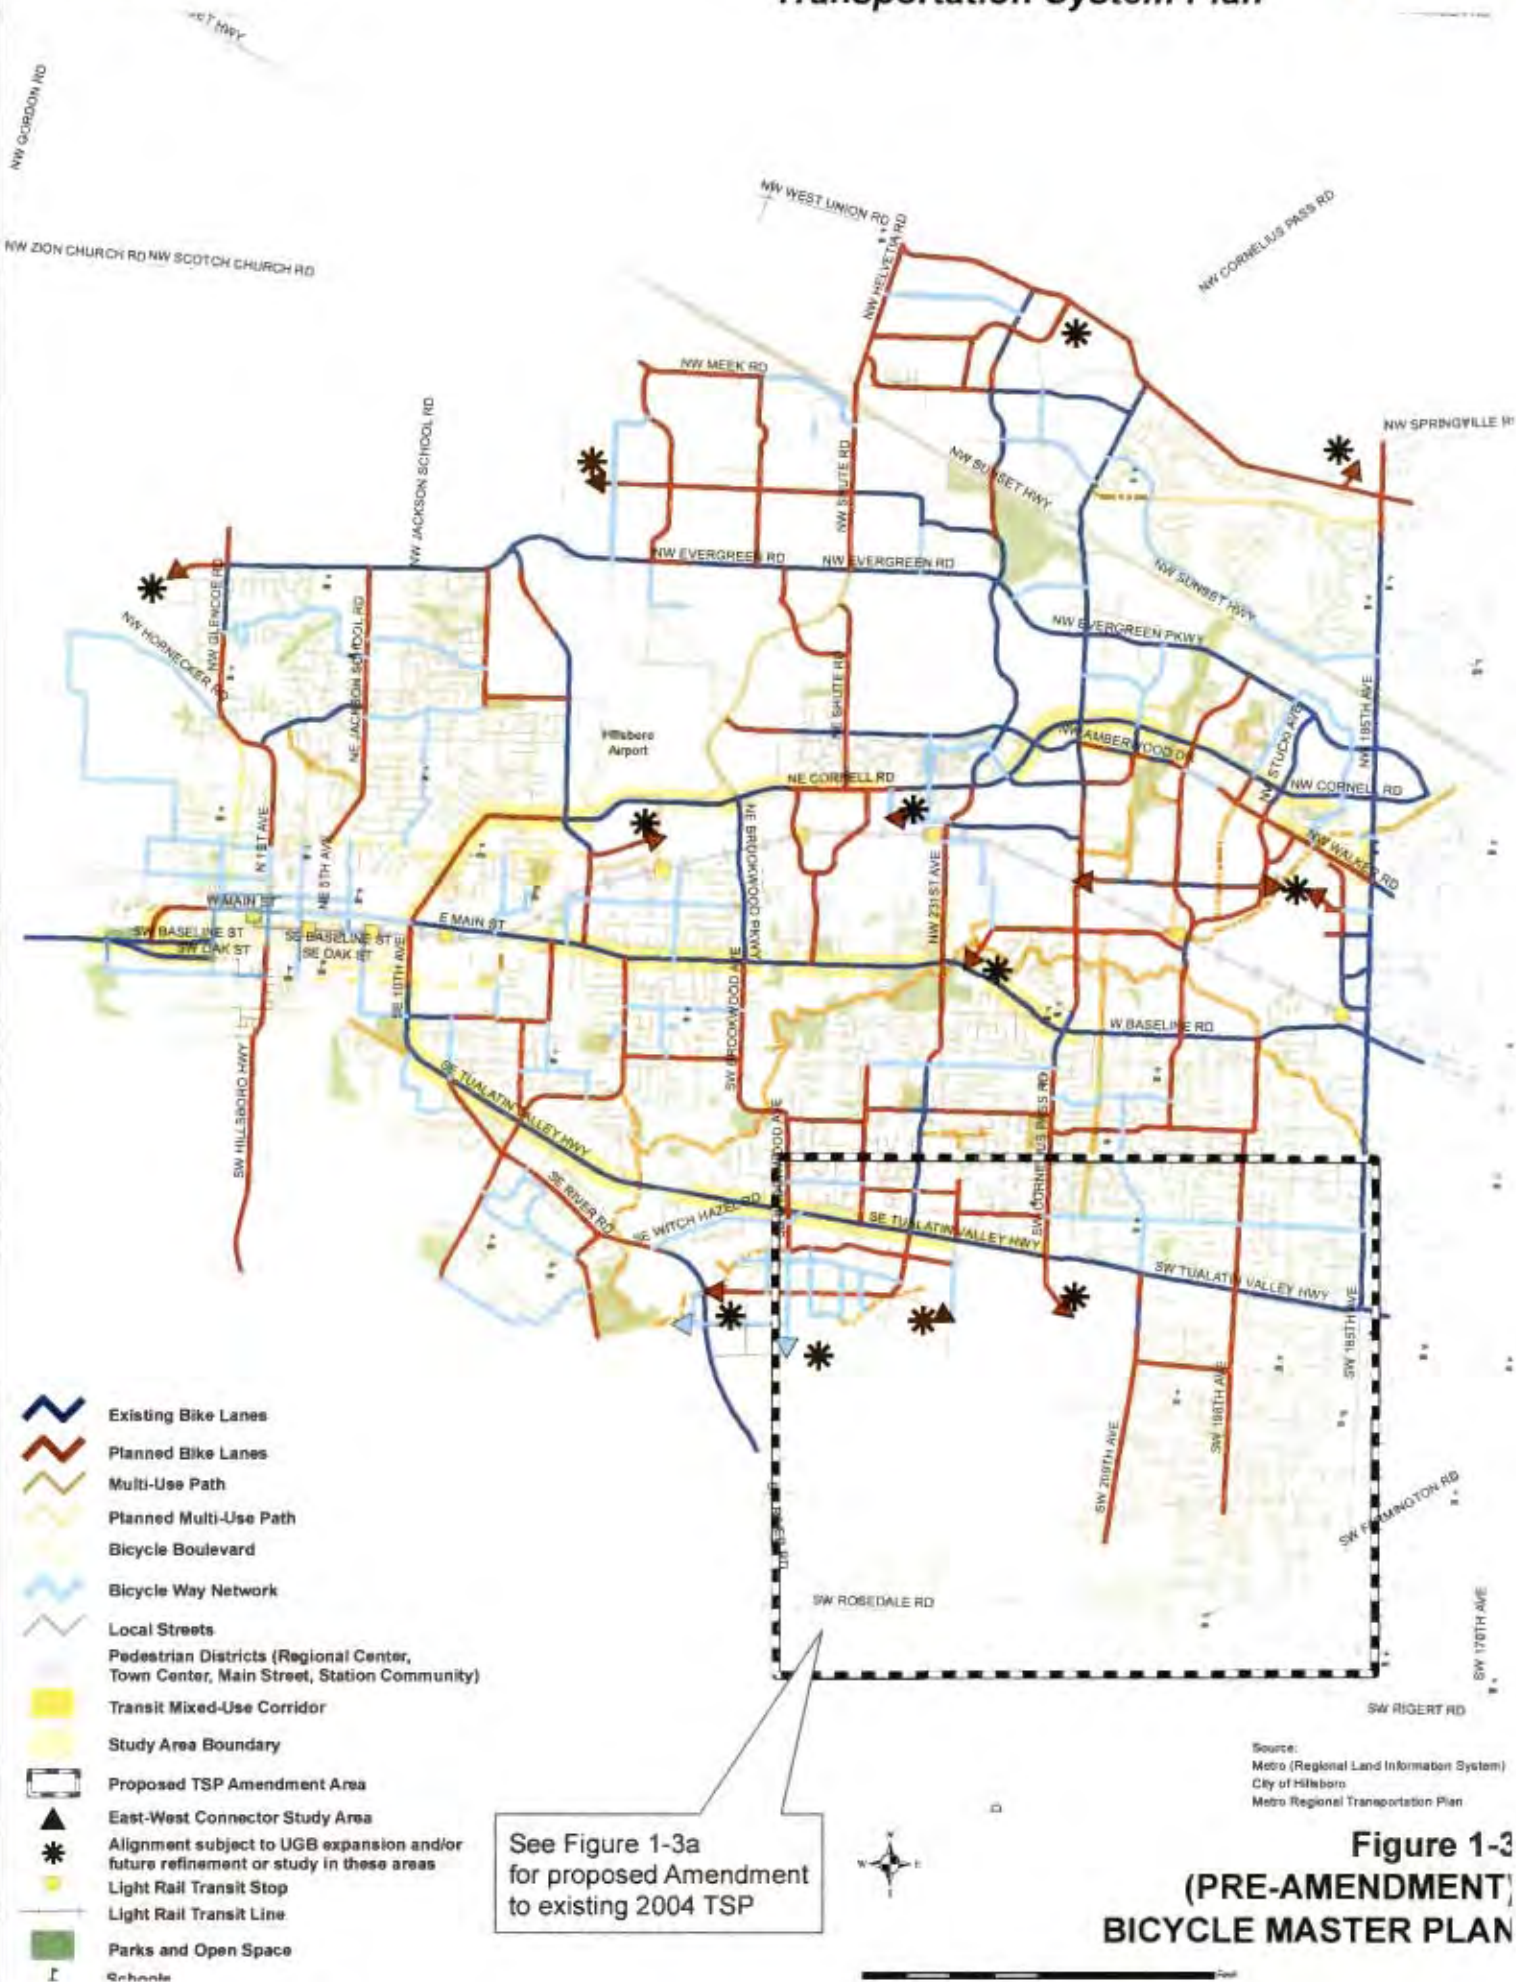 Transportation System Plan
NW GORDON RD
NW WEST UNION RD
NW HELVETIA RD
NW CORNELIUS PASS RD
NW ZION CHURCH RD NW SCOTCH CHURCH RD
NW MEEK RD
NW JACKSON SCHOOL RD
NW SHUTE RD
NW SUNSET HWY
NW SPRINGVILLE
NW EVERGREEN RD
NW EVERGREEN RD
NW SUNSET HWY
NW GLENCOE RD
NW HORNECKER RD
NE JACKSON SCHOOL RD
NW EVERGREEN PKWY
NE SHUTE RD
NW 185TH AVE
NW STUCKI AVE
Hillsboro
Airport
NW AMBERWOOD DR
NE CORNELL RD
NW CORNELL RD
N 1ST AVE
NE 5TH AVE
NE BROOKWOOD PKWY
NW 231ST AVE
NW WALKER RD
W MAIN ST
E MAIN ST
SW BASELINE ST
SE BASELINE ST
SW OAK ST
SE OAK ST
SE 10TH AVE
SW BROOKWOOD AVE
W BASELINE RD
SW HILLSBORO HWY
SE TUALATIN VALLEY HWY
SW CORNELIUS PASS RD
SE RIVER RD
SE WITCH HAZEL RD
SE TUALATIN VALLEY HWY
SW TUALATIN VALLEY HWY
SW 185TH AVE
SW 209TH AVE
SW 198TH AVE
SW FARMINGTON RD
SW ROSEDALE RD
SW 170TH AVE
SW RIGERT RD
Existing Bike Lanes
Planned Bike Lanes
Multi-Use Path
Planned Multi-Use Path
Bicycle Boulevard
Bicycle Way Network
Local Streets
Pedestrian Districts (Regional Center,
Town Center, Main Street, Station Community)
Transit Mixed-Use Corridor
Study Area Boundary
Proposed TSP Amendment Area
East-West Connector Study Area
Alignment subject to UGB expansion and/or
future refinement or study in these areas
Light Rail Transit Stop
Light Rail Transit Line
Parks and Open Space
Schools
See Figure 1-3a
for proposed Amendment
to existing 2004 TSP
Source:
Metro (Regional Land Information System)
City of Hillsboro
Metro Regional Transportation Plan
W E
Figure 1-3
(PRE-AMENDMENT)
BICYCLE MASTER PLAN
Feet